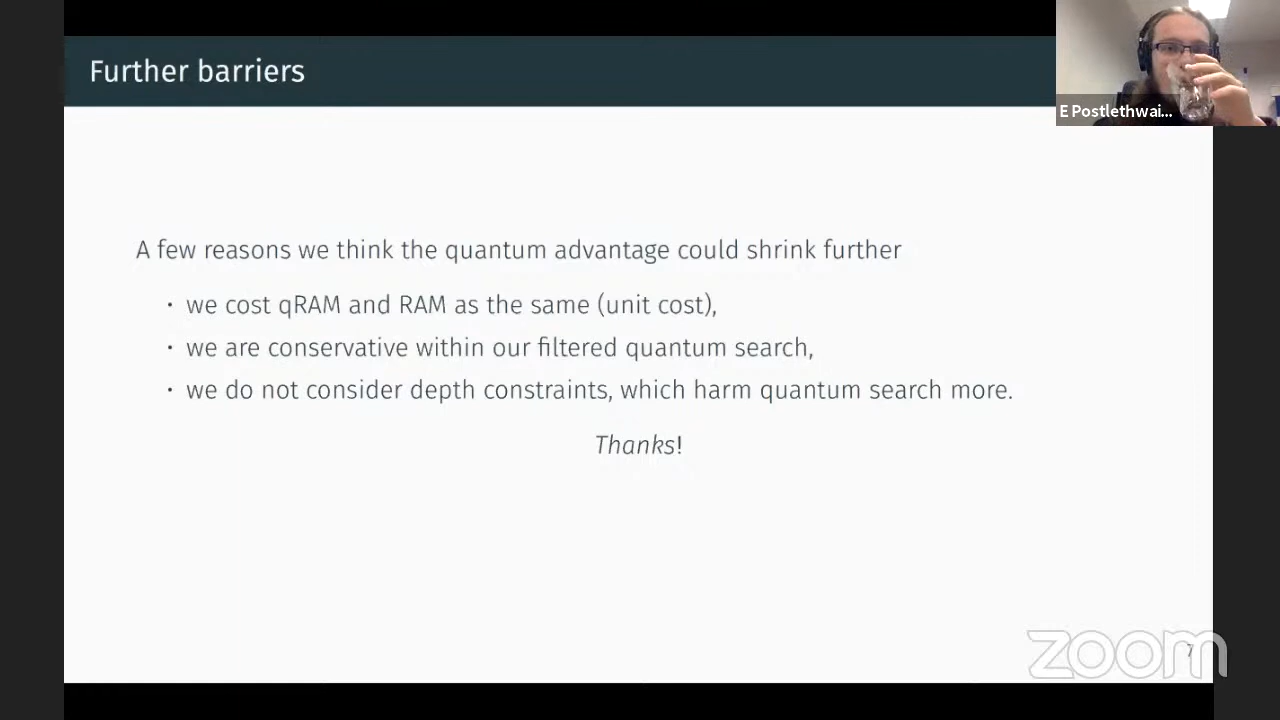 Further barriers
E Postlethwai...
A few reasons we think the quantum advantage could shrink further
· we cost qRAM and RAM as the same (unit cost),
· we are conservative within our filtered quantum search,
· we do not consider depth constraints, which harm quantum search more.
Thanks!
zoom
7